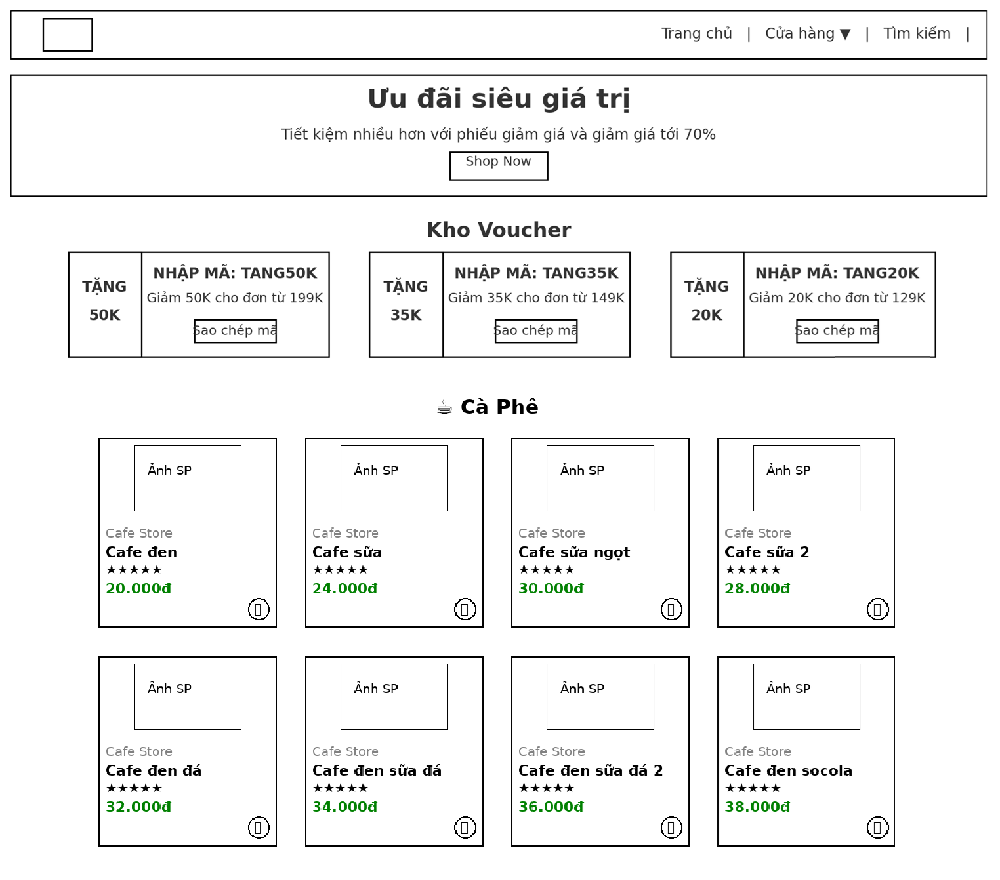 Trang chủ | Cửa hàng ▼ | Tìm kiếm |
Ưu đãi siêu giá trị
Tiết kiệm nhiều hơn với phiếu giảm giá và giảm giá tới 70%
Shop Now
Kho Voucher
TẶNG
50K
NHẬP MÃ: TANG50K
Giảm 50K cho đơn từ 199K
Sao chép mã
TẶNG
35K
NHẬP MÃ: TANG35K
Giảm 35K cho đơn từ 149K
Sao chép mã
TẶNG
20K
NHẬP MÃ: TANG20K
Giảm 20K cho đơn từ 129K
Sao chép mã
☕ Cà Phê
Ảnh SP
Cafe Store
Cafe đen
★★★★★
20.000đ
Ảnh SP
Cafe Store
Cafe sữa
★★★★★
24.000đ
Ảnh SP
Cafe Store
Cafe sữa ngọt
★★★★★
30.000đ
Ảnh SP
Cafe Store
Cafe sữa 2
★★★★★
28.000đ
Ảnh SP
Cafe Store
Cafe đen đá
★★★★★
32.000đ
Ảnh SP
Cafe Store
Cafe đen sữa đá
★★★★★
34.000đ
Ảnh SP
Cafe Store
Cafe đen sữa đá 2
★★★★★
36.000đ
Ảnh SP
Cafe Store
Cafe đen socola
★★★★★
38.000đ